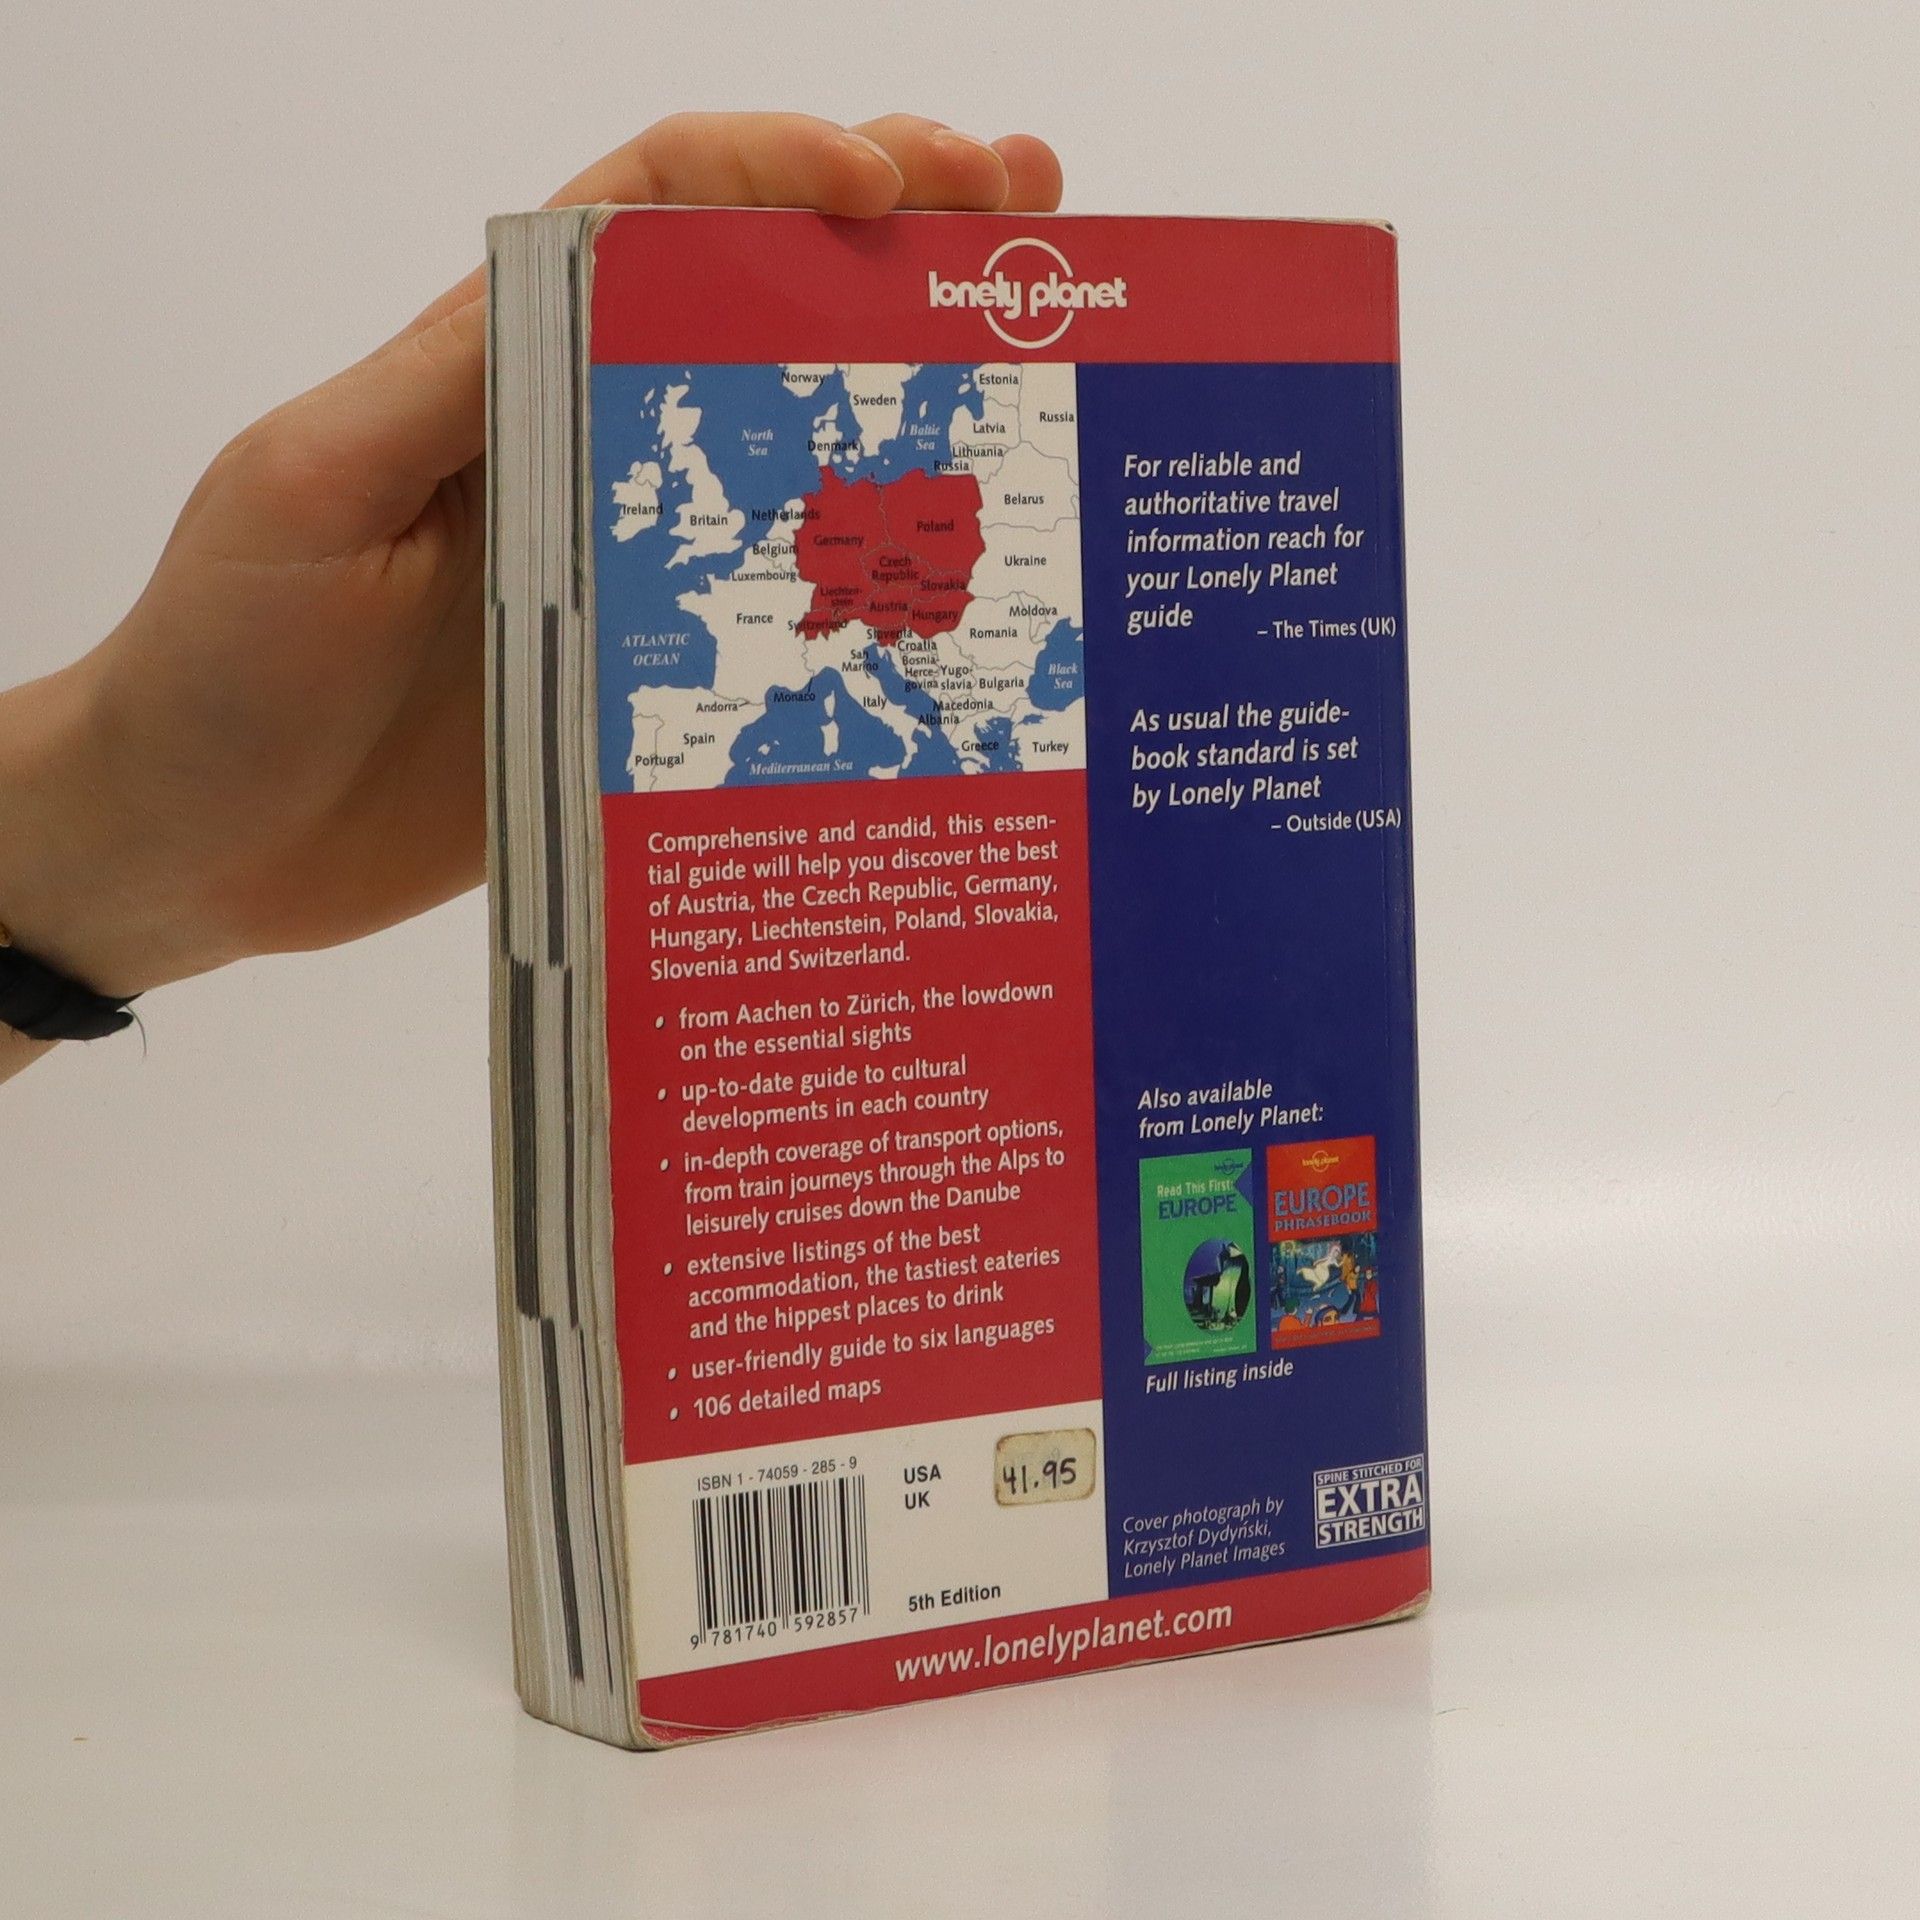 lonely planet
Norway
Sweden
Estonia
Russia
Latvia
North
Sea
Baltic
Sea
Denmark
Lithuania
Russia
Ireland
Britain
Netherlands
Belarus
Poland
Germany
Belgium
Czech
Republic
Ukraine
Luxembourg
Slovakia
Liechten-
stein
Austria
Hungary
Moldova
France
Switzerland
Slovenia
Romania
Croatia
ATLANTIC
OCEAN
San
Marino
Bosnia-
Herce-
govina
Yugo-
slavia
Bulgaria
Black
Sea
Monaco
Andorra
Italy
Macedonia
Albania
Spain
Portugal
Greece
Turkey
Mediterranean Sea
Comprehensive and candid, this essen-
tial guide will help you discover the best
of Austria, the Czech Republic, Germany,
Hungary, Liechtenstein, Poland, Slovakia,
Slovenia and Switzerland.
• from Aachen to Zürich, the lowdown
on the essential sights
• up-to-date guide to cultural
developments in each country
• in-depth coverage of transport options,
from train journeys through the Alps to
leisurely cruises down the Danube
• extensive listings of the best
accommodation, the tastiest eateries
and the hippest places to drink
• user-friendly guide to six languages
• 106 detailed maps
ISBN 1 - 74059 - 285 - 9
9 781740 592857
USA
UK
41.95
5th Edition
For reliable and
authoritative travel
information reach for
your Lonely Planet
guide
– The Times (UK)
As usual the guide-
book standard is set
by Lonely Planet
– Outside (USA)
Also available
from Lonely Planet:
lonely planet
Read This First:
EUROPE
lonely planet
EUROPE
PHRASEBOOK
Full listing inside
Cover photograph by
Krzysztof Dydyński,
Lonely Planet Images
SPINE STITCHED FOR
EXTRA
STRENGTH
www.lonelyplanet.com